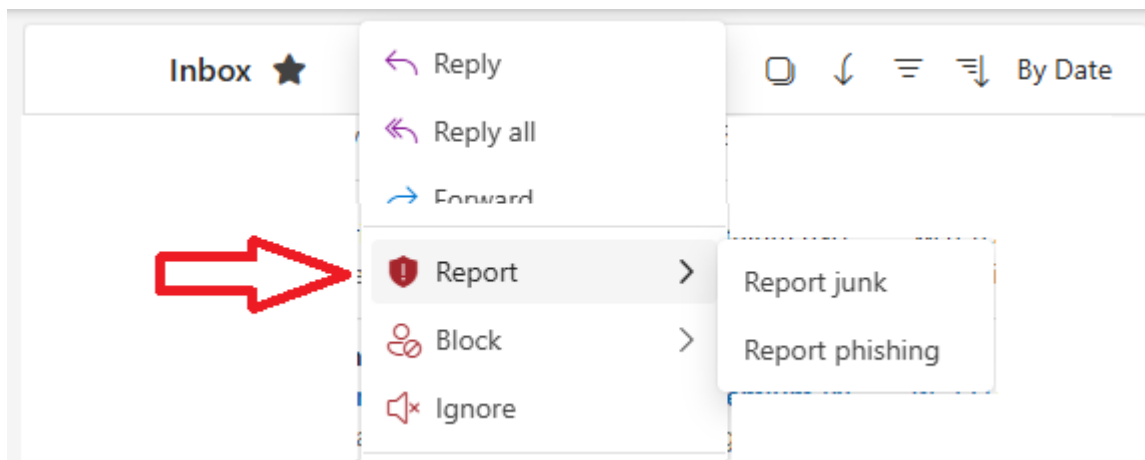 Inbox
By Date
Reply
Reply all
Forward
Report
Block
Ignore
Report junk
Report phishing